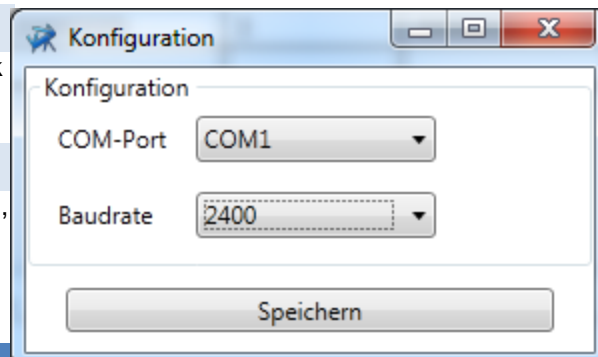 Konfiguration
Konfiguration
COM-Port COM1
Baudrate 2400
Speichern